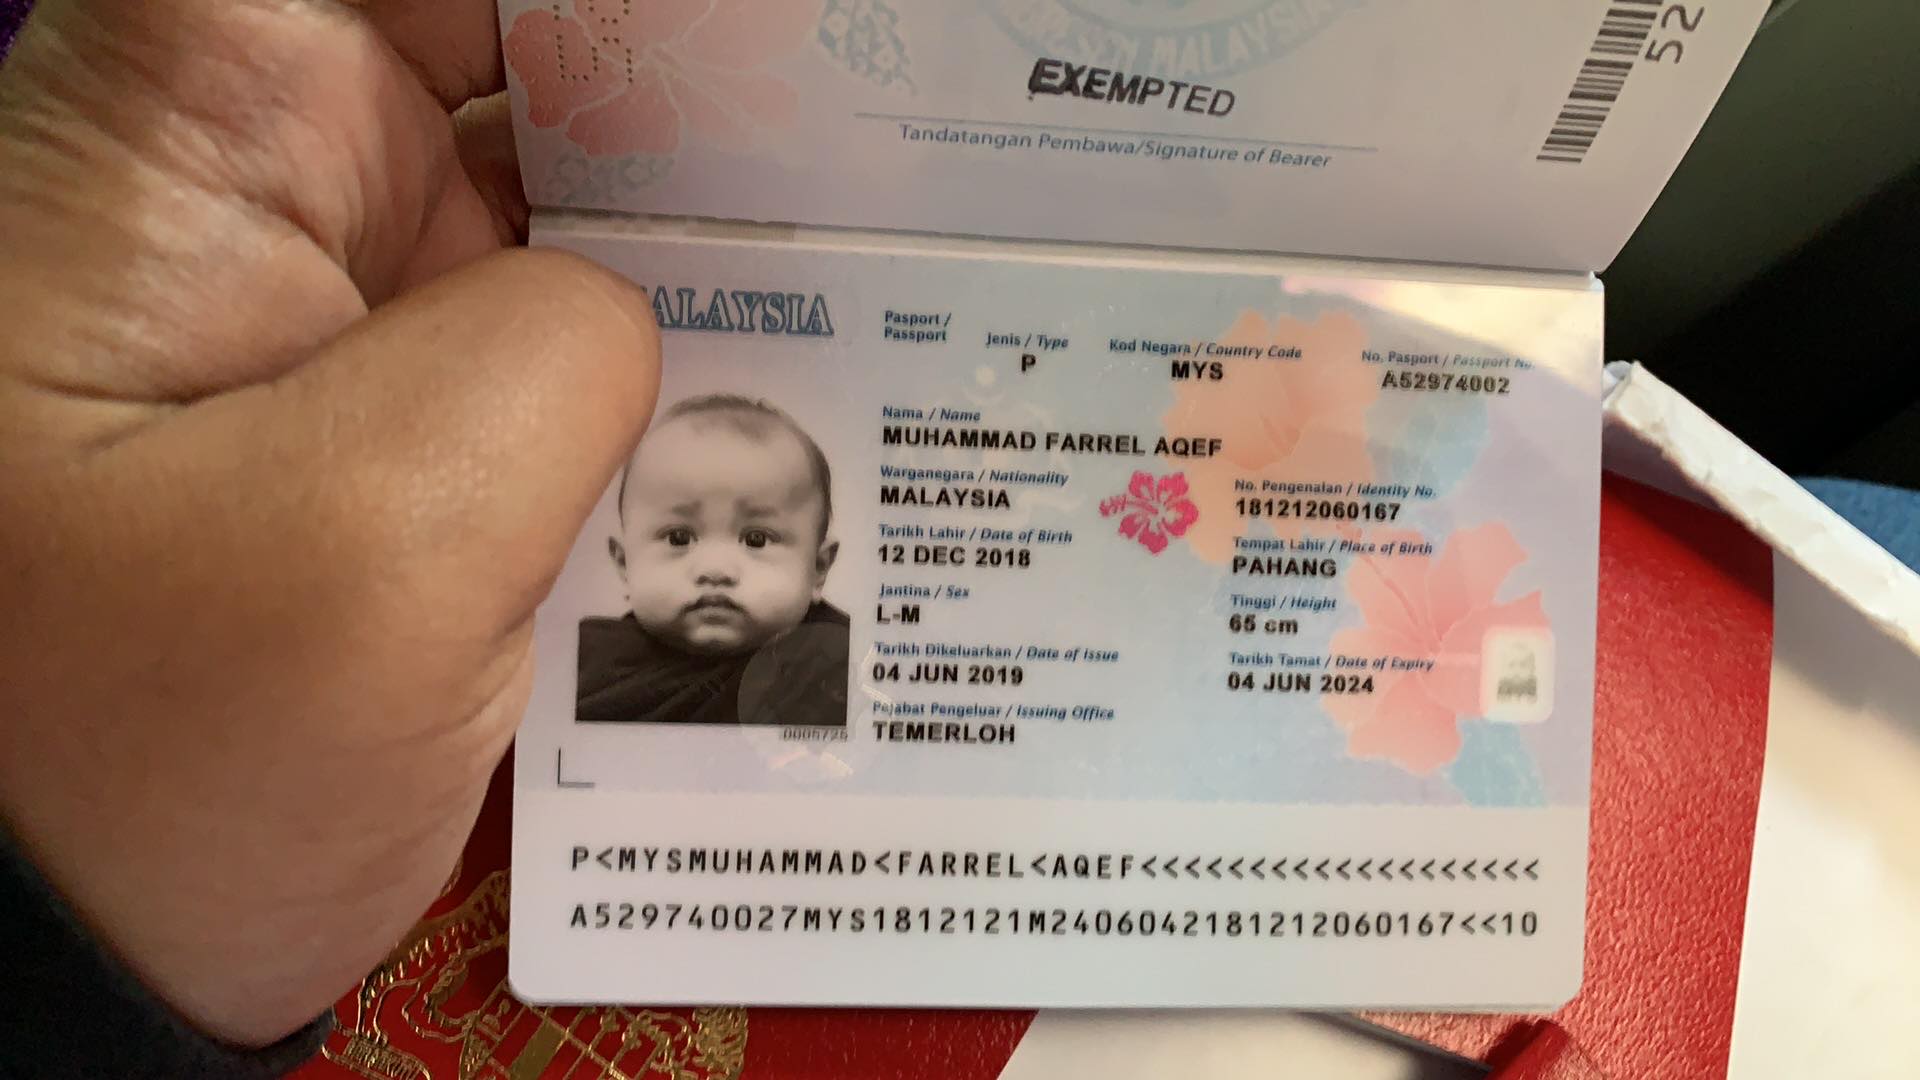 EXEMPTED
Tandatangan Pembawa/Signature of Bearer
52
ALAYSIA
Pasport /
Passport
Jenis / Type
P
Kod Negara / Country Code
MYS
No. Pasport / Passport No.
A52974002
Nama / Name
MUHAMMAD FARREL AQEF
Warganegara / Nationality
MALAYSIA
No. Pengenalan / Identity No.
181212060167
Tarikh Lahir / Date of Birth
12 DEC 2018
Tempat Lahir / Place of Birth
PAHANG
Jantina / Sex
L-M
Tinggi / Height
65 cm
Tarikh Dikeluarkan / Date of Issue
04 JUN 2019
Tarikh Tamat / Date of Expiry
04 JUN 2024
Pejabat Pengeluar / Issuing Office
TEMERLOH
0005725
P<MYSMUHAMMAD<FARREL<AQEF<<<<<<<<<<<<<<<<<<<
A529740027MYS1812121M2406042181212060167<<10